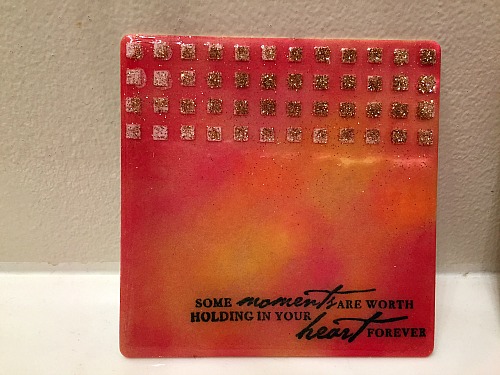 SOME moments ARE WORTH
HOLDING IN YOUR
heart FOREVER